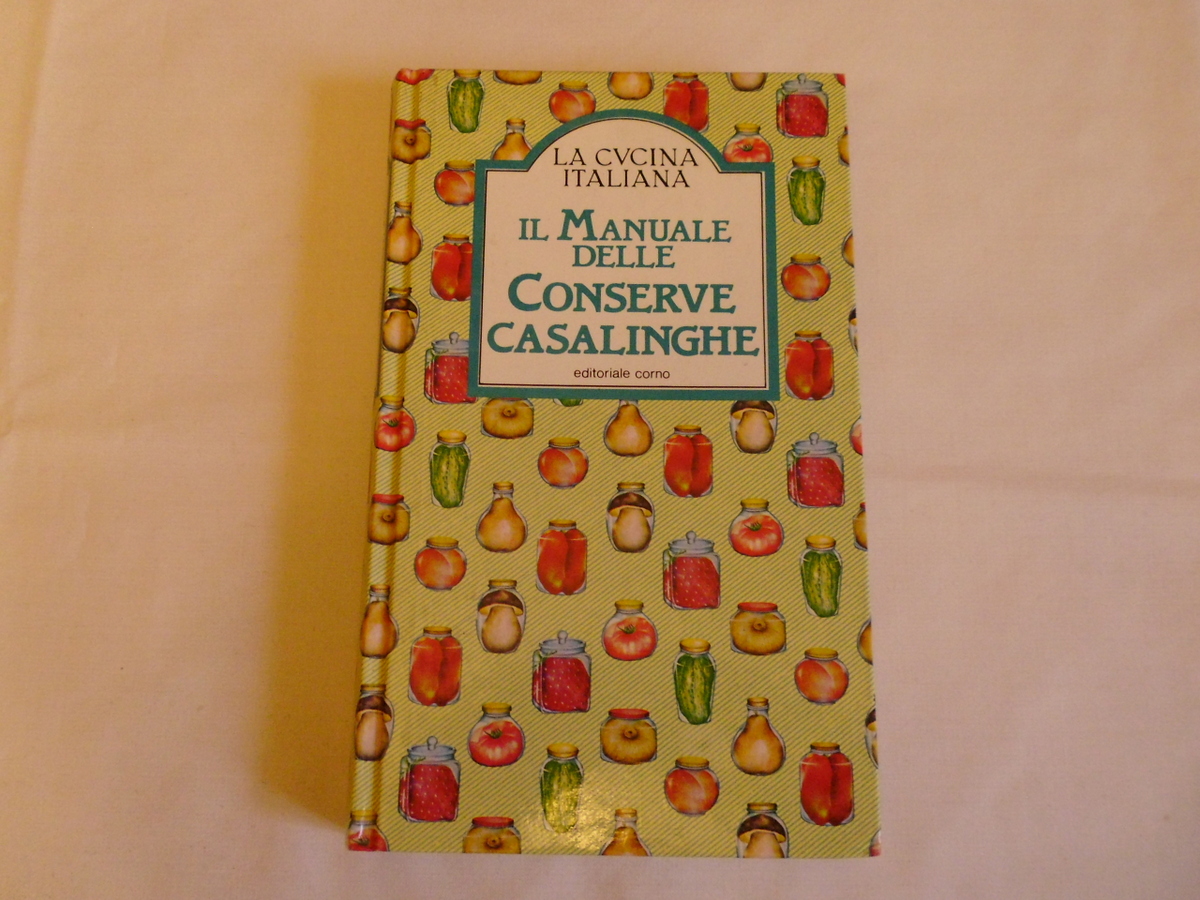 LA CVCINA
ITALIANA
IL MANUALE
DELLE
CONSERVE
CASALINGHE
editoriale corno